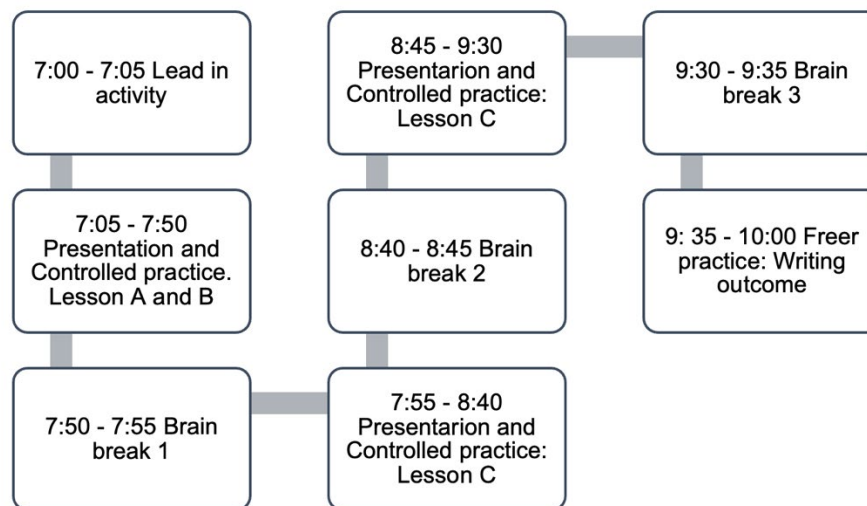 7:00 - 7:05 Lead in
activity
7:05 - 7:50
Presentation and
Controlled practice.
Lesson A and B
7:50 - 7:55 Brain
break 1
7:55 - 8:40
Presentarion and
Controlled practice:
Lesson C
8:40 - 8:45 Brain
break 2
8:45 - 9:30
Presentarion and
Controlled practice:
Lesson C
9:30 - 9:35 Brain
break 3
9: 35 - 10:00 Freer
practice: Writing
outcome